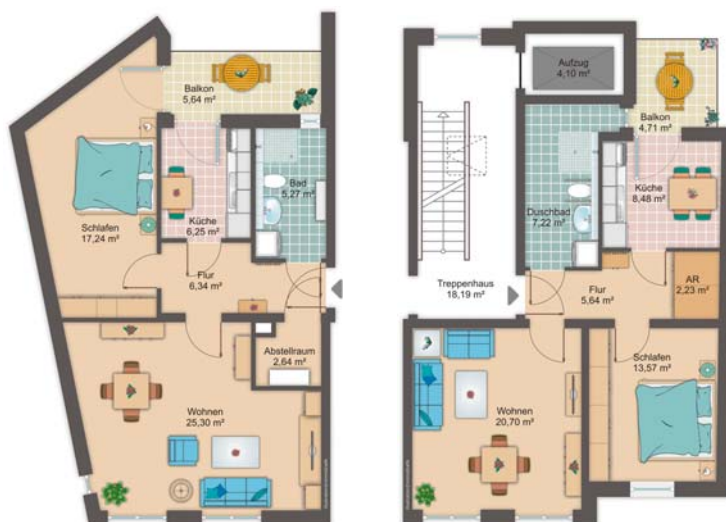 Balkon
5,64 m²
Schlafen
17,24 m²
Küche
6,25 m²
Bad
5,27 m²
Flur
6,34 m²
Abstellraum
2,64 m²
Wohnen
25,30 m²
Aufzug
4,10 m²
Balkon
4,71 m²
Küche
8,48 m²
Duschbad
7,22 m²
Treppenhaus
18,19 m²
Flur
5,64 m²
AR
2,23 m²
Schlafen
13,57 m²
Wohnen
20,70 m²